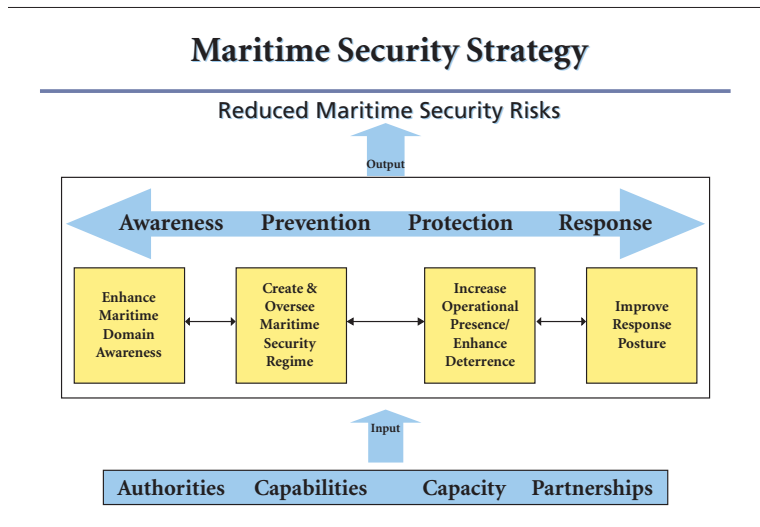 Maritime Security Strategy
Reduced Maritime Security Risks
Output
Awareness Prevention Protection Response
Enhance
Maritime
Domain
Awareness
Create &
Oversee
Maritime
Security
Regime
Increase
Operational
Presence/
Enhance
Deterrence
Improve
Response
Posture
Input
Authorities Capabilities Capacity Partnerships